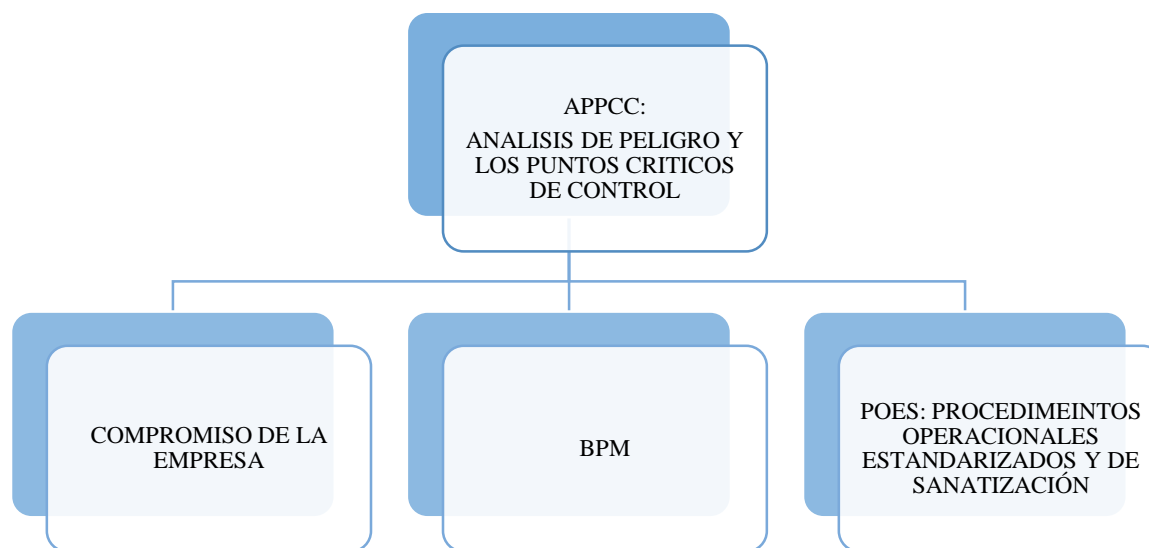 APPCC:
ANALISIS DE PELIGRO Y
LOS PUNTOS CRITICOS
DE CONTROL
COMPROMISO DE LA
EMPRESA
BPM
POES: PROCEDIMEINTOS
OPERACIONALES
ESTANDARIZADOS Y DE
SANATIZACIÓN